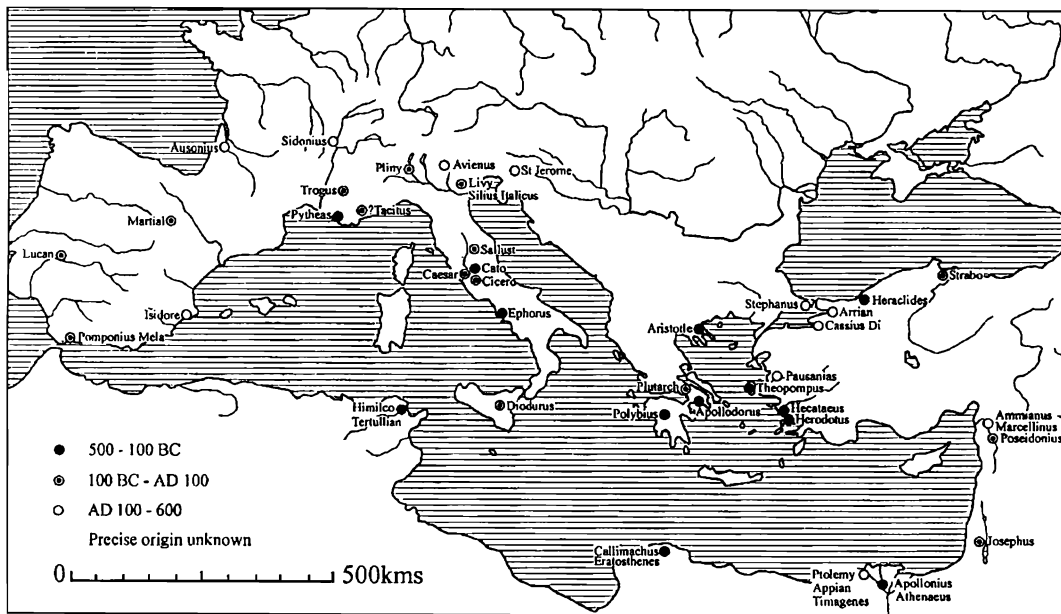 Ausonius
Sidonius
Pliny
Avienus
St Jerome
Livy
Silius Italicus
Trogus
?Tacitus
Pytheas
Martial
Lucan
Sallust
Cato
Caesar
Cicero
Isidore
Ephorus
Pomponius Mela
Stephanus
Heraclides
Strabo
Arrian
Cassius Di
Aristotle
Pausanias
Theopompus
Plutarch
Diodurus
Himilco
Tertullian
Polybius
Apollodorus
Hecataeus
Herodotus
Ammianus
Marcellinus
Poseidonius
500 - 100 BC
100 BC - AD 100
AD 100 - 600
Precise origin unknown
0 500kms
Josephus
Callimachus
Eratosthenes
Ptolemy
Appian
Timagenes
Apollonius
Athenaeus